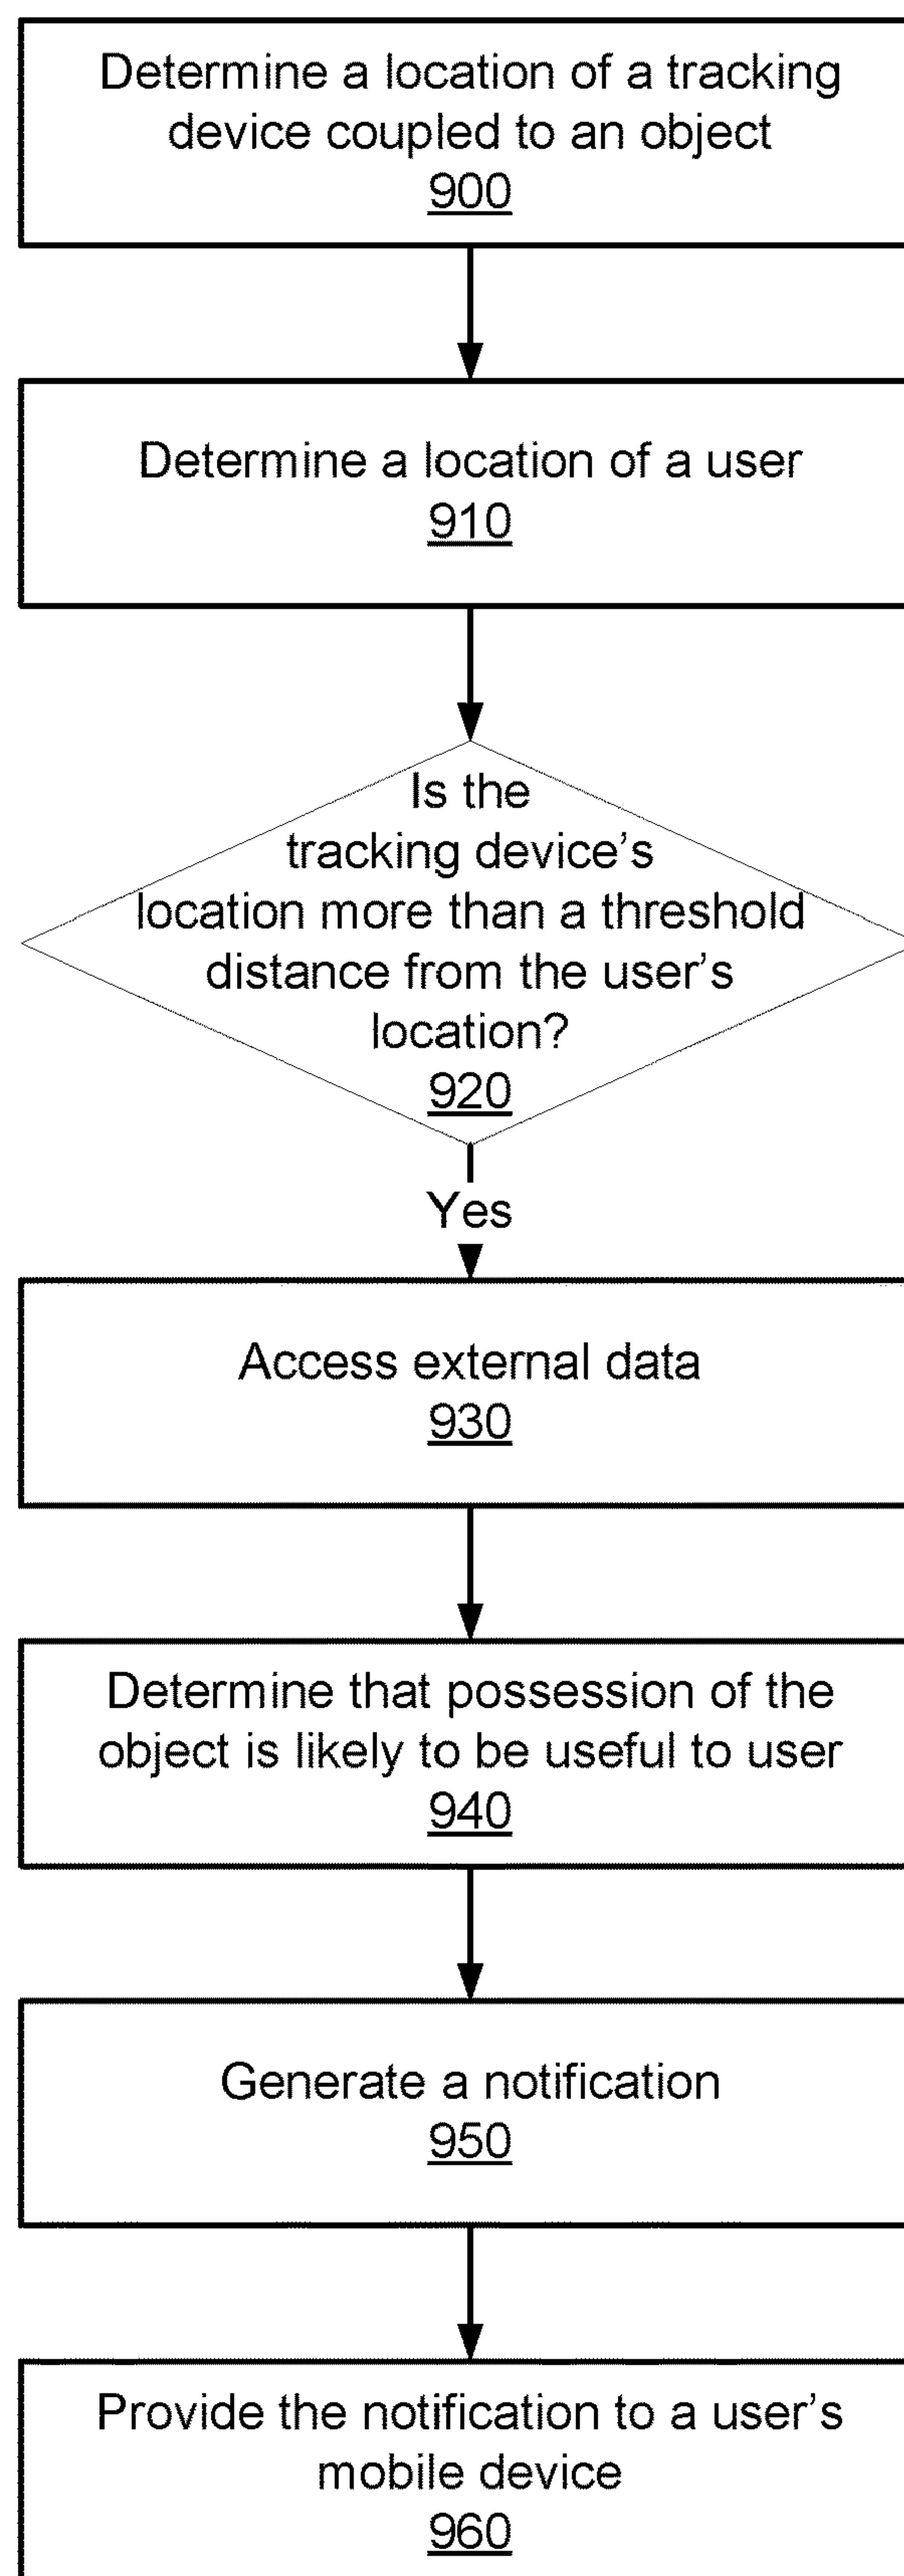 Determine a location of a tracking
device coupled to an object
900
Determine a location of a user
910
Is the
tracking device's
location more than a threshold
distance from the user's
location?
920
Yes
Access external data
930
Determine that possession of the
object is likely to be useful to user
940
Generate a notification
950
Provide the notification to a user's
mobile device
960